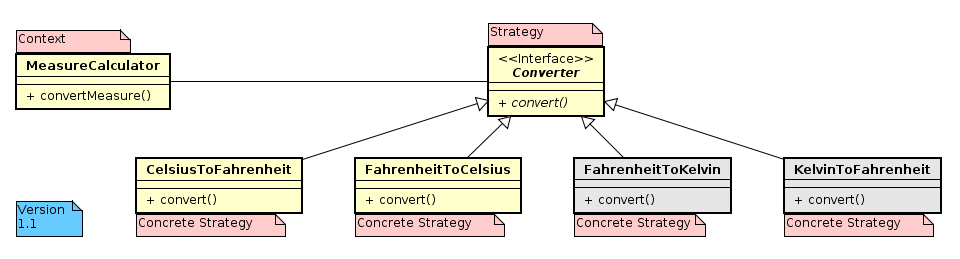 Context
MeasureCalculator
+ convertMeasure()
Strategy
<<Interface>>
Converter
+ convert()
CelsiusToFahrenheit
+ convert()
Concrete Strategy
FahrenheitToCelsius
+ convert()
Concrete Strategy
FahrenheitToKelvin
+ convert()
Concrete Strategy
KelvinToFahrenheit
+ convert()
Concrete Strategy
Version
1.1